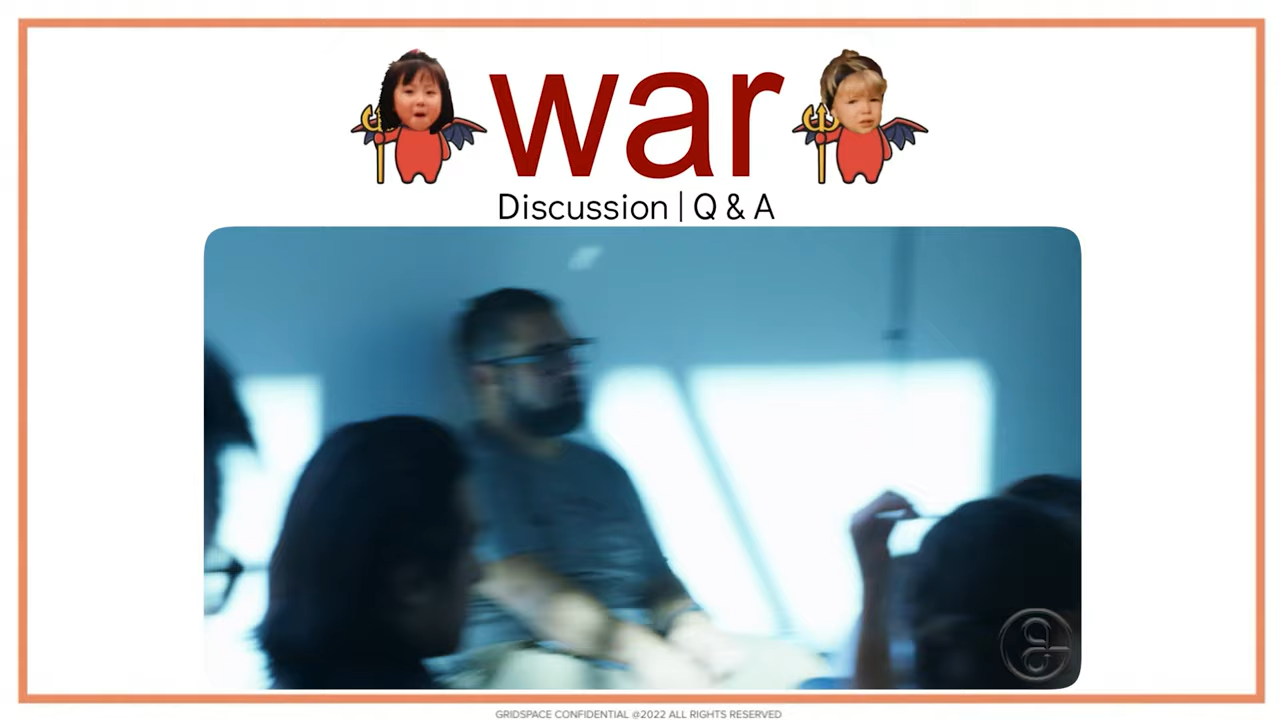 war
Discussion | Q & A
GRIDSPACE CONFIDENTIAL @2022 ALL RIGHTS RESERVED